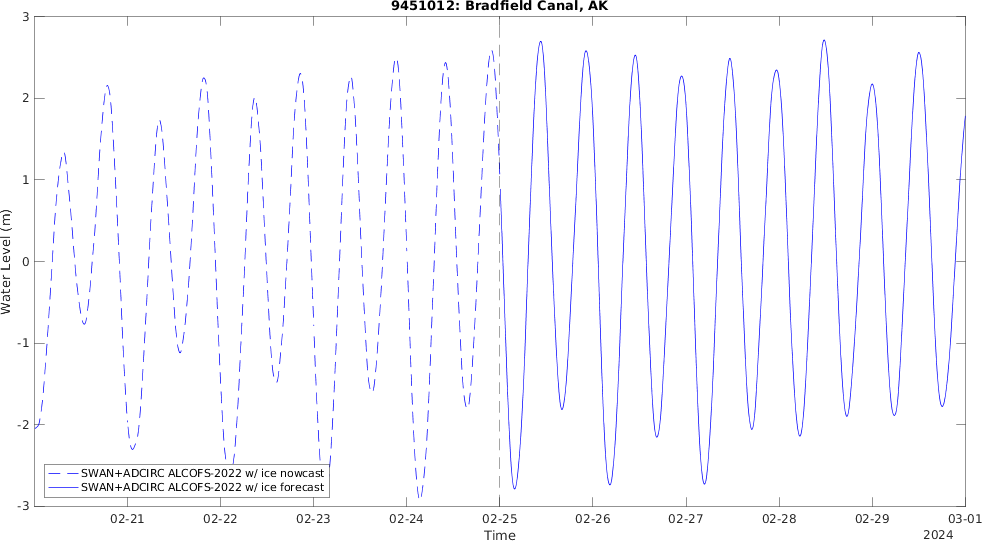 9451012: Bradfield Canal, AK
3
2
1
0
-1
-2
-3
Water Level (m)
SWAN+ADCIRC ALCOFS-2022 w/ ice nowcast
SWAN+ADCIRC ALCOFS-2022 w/ ice forecast
02-21 02-22 02-23 02-24 02-25 02-26 02-27 02-28 02-29 03-01
Time
2024